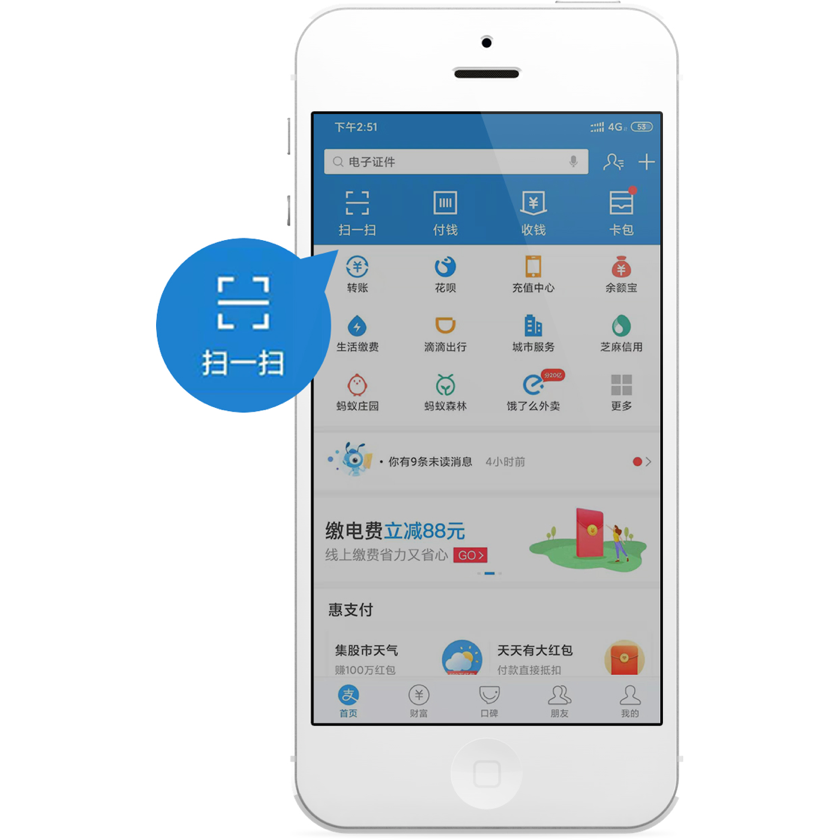 下午2:51
4G
53
电子证件
扫一扫 付钱 收钱 卡包
扫一扫
转账 花呗 充值中心 余额宝
生活缴费 滴滴出行 城市服务 芝麻信用
蚂蚁庄园 蚂蚁森林 饿了么外卖 更多
· 你有9条未读消息 4小时前
缴电费立减88元
线上缴费省力又省心 GO >
惠支付
集股市天气 天天有大红包
赚100万红包 付款直接抵扣
支
首页 财富 口碑 朋友 我的